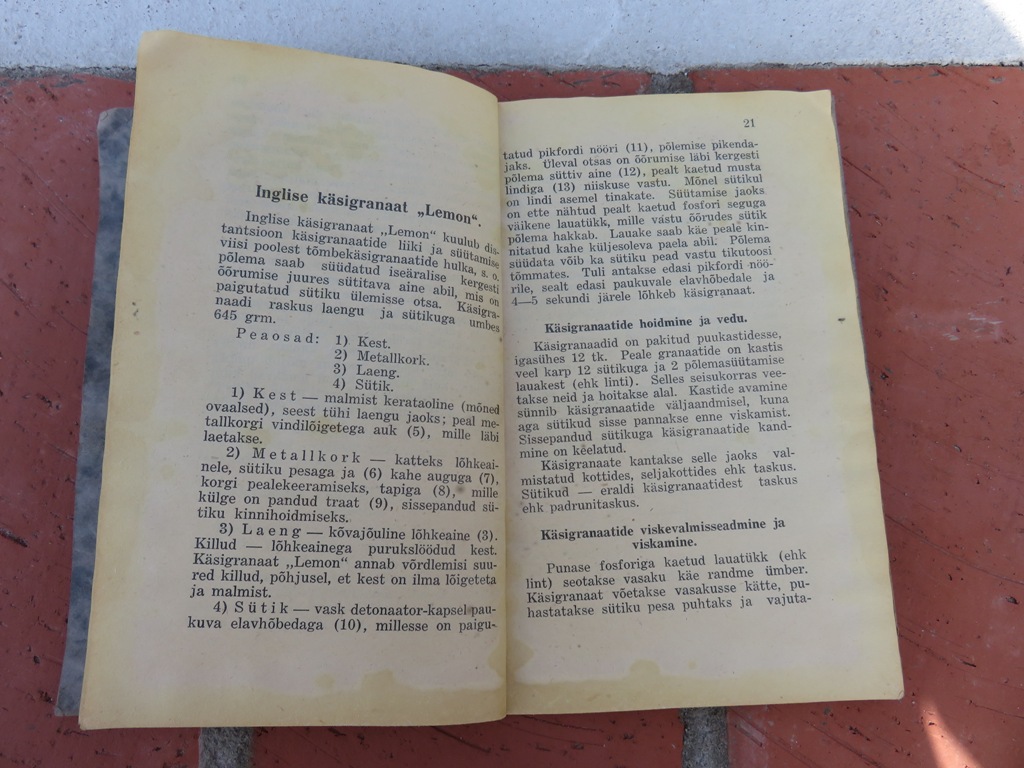 Inglise käsigranaat „Lemon“.
Inglise käsigranaat „Lemon“ kuulub dis-
tantsioon käsigranaatide liiki ja süütamise
viisi poolest tõmbekäsigranaatide hulka, s. o.
põlema saab süüdatud iseäralise kergesti
õõrumise juures sütitava aine abil, mis on
paigutatud sütiku ülemisse otsa. Käsigra-
naadi raskus laengu ja sütikuga umbes
645 grm.
Peaosad: 1) Kest.
2) Metallkork.
3) Laeng.
4) Sütik.
1) Kest — malmist kerataoline (mõned
ovaalsed), seest tühi laengu jaoks; peal me-
tallkorgi vindilõigetega auk (5), mille läbi
laetakse.
2) Metallkork — katteks lõhkeai-
nele, sütiku pesaga ja (6) kahe auguga (7),
korgi pealekeeramiseks, tapiga (8), mille
külge on pandud traat (9), sissepandud sü-
tiku kinnihoidmiseks.
3) Laeng — kõvajõuline lõhkeaine (3).
Killud — lõhkeainega purukslöödud kest.
Käsigranaat „Lemon“ annab võrdlemisi suu-
red killud, põhjusel, et kest on ilma lõigeteta
ja malmist.
4) Sütik — vask detonaator-kapsel pau-
kuva elavhõbedaga (10), millesse on paigu-
21
tatud pikfordi nööri (11), põlemise pikenda-
jaks. Üleval otsas on õõrumise läbi kergesti
põlema süttiv aine (12), pealt kaetud musta
lindiga (13) niiskuse vastu. Mõnel sütikul
on lindi asemel tinakate. Süütamise jaoks
on ette nähtud pealt kaetud fosfori seguga
väikene lauatükk, mille vastu õõrudes sütik
põlema hakkab. Lauake saab käe peale kin-
nitatud kahe küljesoleva paela abil. Põlema
süüdata võib ka sütiku pead vastu tikutoosi
tõmmates. Tuli antakse edasi pikfordi nöö-
rile, sealt edasi paukuvale elavhõbedale ja
4—5 sekundi järele lõhkeb käsigranaat.
Käsigranaatide hoidmine ja vedu.
Käsigranaadid on pakitud puukastidesse,
igasühes 12 tk. Peale granaatide on kastis
veel karp 12 sütikuga ja 2 põlemasüütamise
lauakest (ehk linti). Selles seisukorras vee-
takse neid ja hoitakse alal. Kastide avamine
sünnib käsigranaatide väljaandmisel, kuna
aga sütikud sisse pannakse enne viskamist.
Sissepandud sütikuga käsigranaatide kand-
mine on keelatud.
Käsigranaate kantakse selle jaoks val-
mistatud kottides, seljakottides ehk taskus.
Sütikud — eraldi käsigranaatidest taskus
ehk padrunitaskus.
Käsigranaatide viskevalmisseadmine ja
viskamine.
Punase fosforiga kaetud lauatükk (ehk
lint) seotakse vasaku käe randme ümber.
Käsigranaat võetakse vasakusse kätte, pu-
hastatakse sütiku pesa puhtaks ja vajuta-